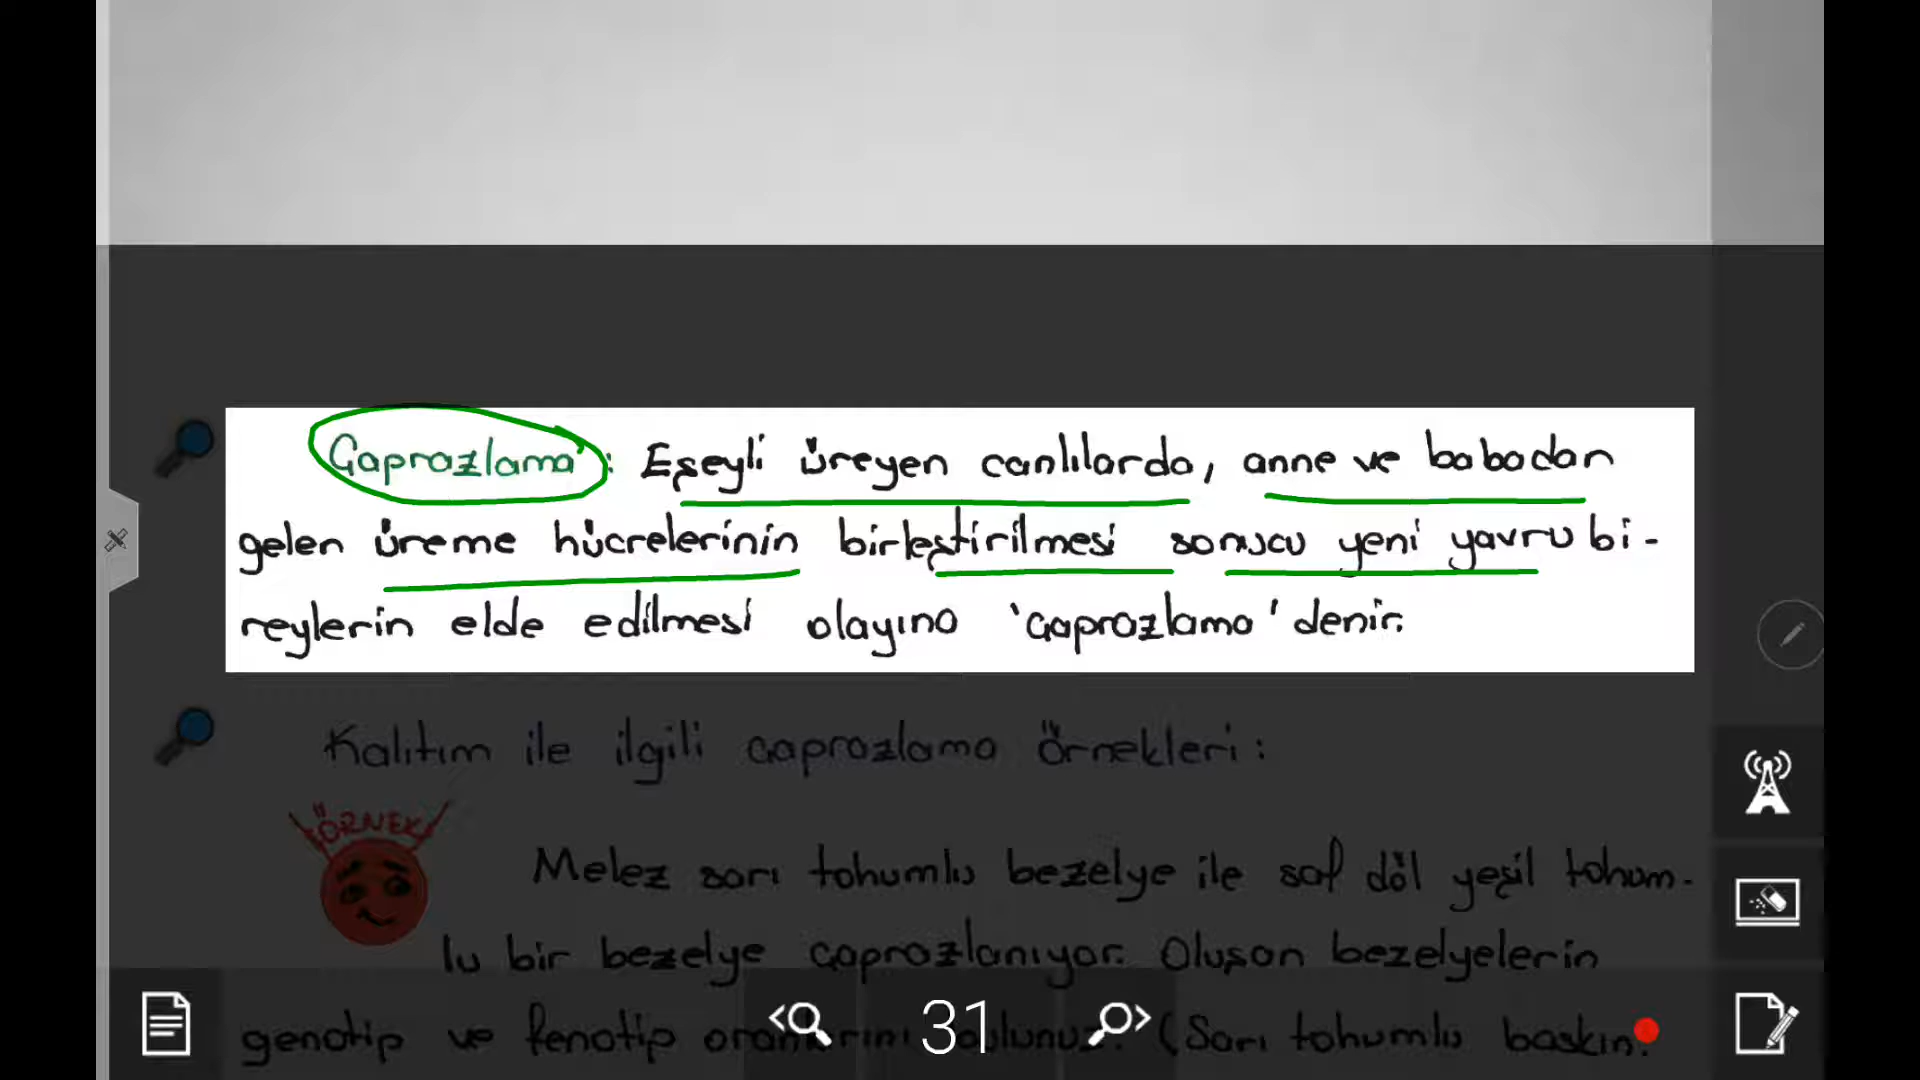 Çaprazlama: Eşeyli üreyen canlılarda, anne ve babadan
gelen üreme hücrelerinin birleştirilmesi sonucu yeni yavru bi-
reylerin elde edilmesi olayına 'çaprazlama' denir.
Kalıtım ile ilgili çaprazlama örnekleri:
ÖRNEK
Melez sarı tohumlu bezelye ile saf döl yeşil tohum-
lu bir bezelye çaprazlanıyor. Oluşan bezelyelerin
genotip ve fenotip oranlarını bulunuz. (Sarı tohumlu baskın.
31